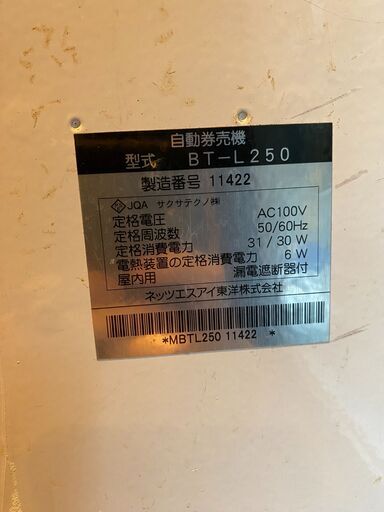 自動券売機
型式 BT-L250
製造番号 11422
JQA サクサテクノ㈱
定格電圧 AC100V
定格周波数 50/60Hz
定格消費電力 31/30W
電熱装置の定格消費電力 6W
屋内用 漏電遮断器付
ネッツエスアイ東洋株式会社
*MBTL250 11422 *